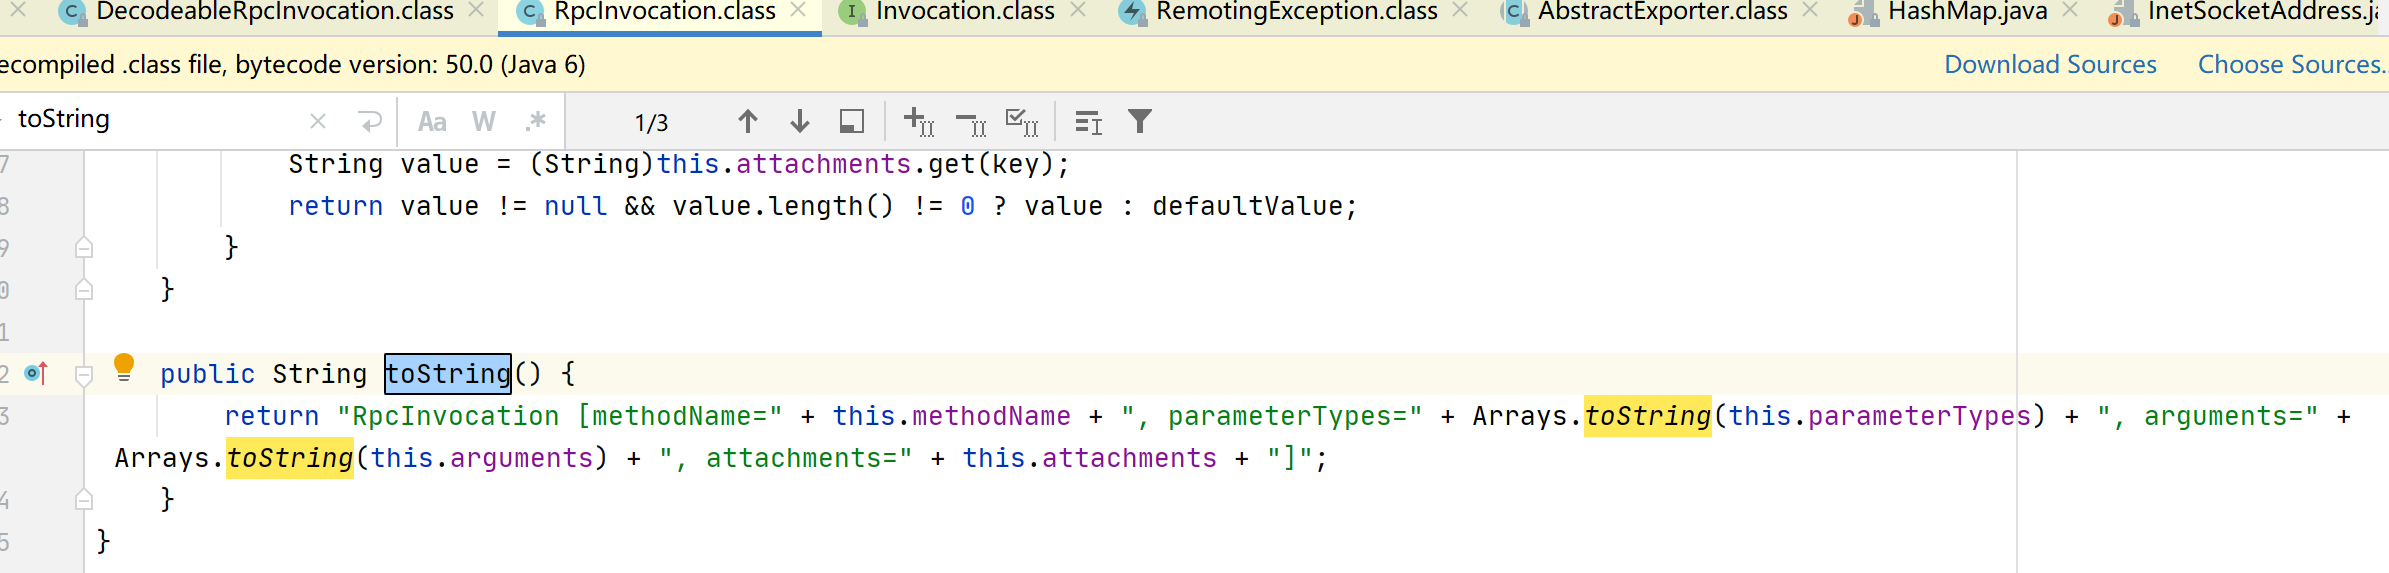 DecodeableRpcInvocation.class RpcInvocation.class Invocation.class RemotingException.class AbstractExporter.class HashMap.java InetSocketAddress.ja
ecompiled .class file, bytecode version: 50.0 (Java 6) Download Sources Choose Sources..
toString Aa W .* 1/3
7 String value = (String)this.attachments.get(key);
8 return value != null && value.length() != 0 ? value : defaultValue;
9 }
0 }
1
2 public String toString() {
3 return "RpcInvocation [methodName=" + this.methodName + ", parameterTypes=" + Arrays.toString(this.parameterTypes) + ", arguments=" +
Arrays.toString(this.arguments) + ", attachments=" + this.attachments + "]";
4 }
5 }